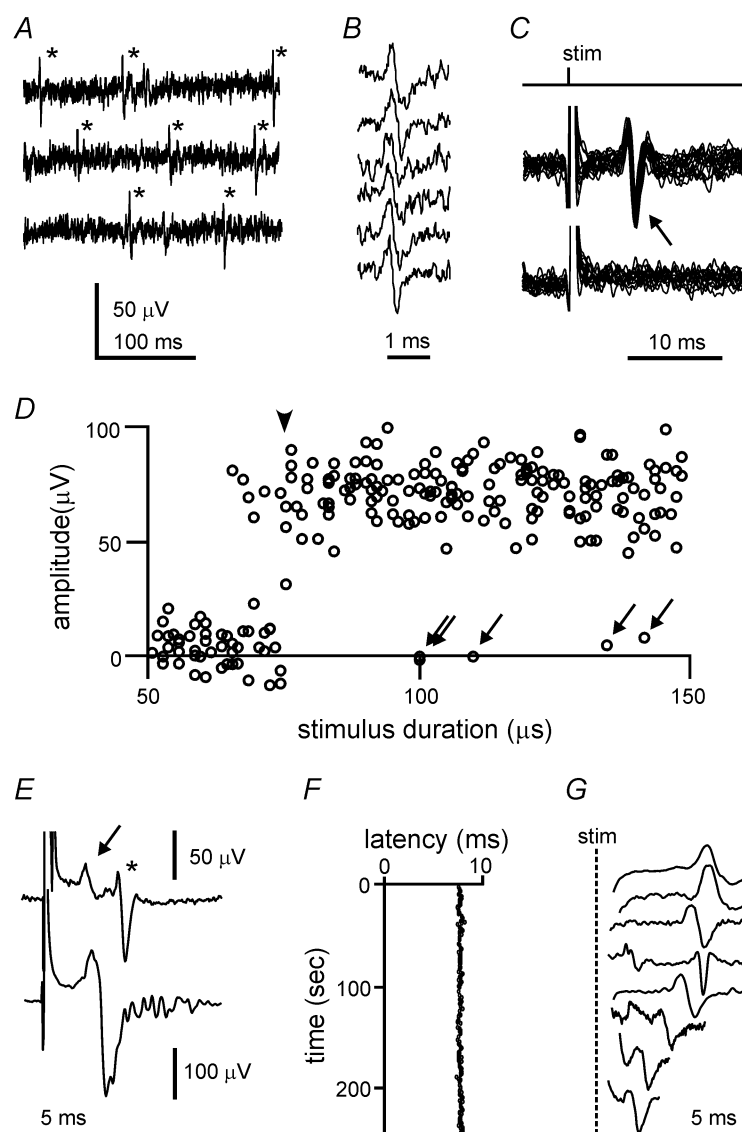 A
B
C
stim
* * *
* * *
* *
50 μV
100 ms
1 ms
10 ms
D
100
50
0
amplitude(μV)
50 100 150
stimulus duration (μs)
E
F
G
50 μV
*
100 μV
5 ms
latency (ms)
0 10
0
100
200
time (sec)
stim
5 ms